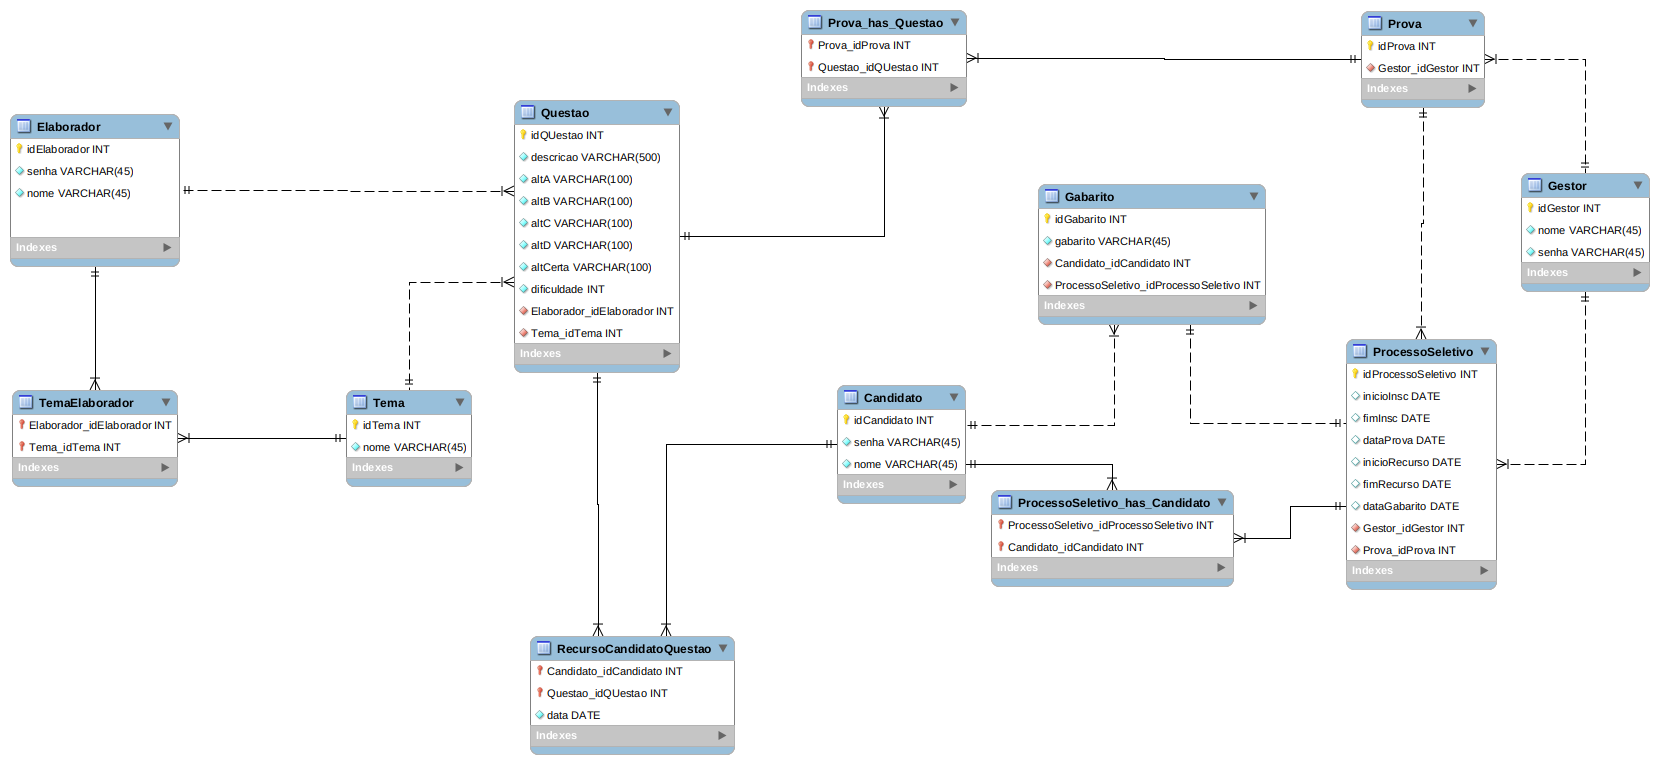 Prova_has_Questao
Prova_idProva INT
Questao_idQUestao INT
Indexes
Prova
idProva INT
Gestor_idGestor INT
Indexes
Elaborador
idElaborador INT
senha VARCHAR(45)
nome VARCHAR(45)
Indexes
Questao
idQUestao INT
descricao VARCHAR(500)
altA VARCHAR(100)
altB VARCHAR(100)
altC VARCHAR(100)
altD VARCHAR(100)
altCerta VARCHAR(100)
dificuldade INT
Elaborador_idElaborador INT
Tema_idTema INT
Indexes
Gabarito
idGabarito INT
gabarito VARCHAR(45)
Candidato_idCandidato INT
ProcessoSeletivo_idProcessoSeletivo INT
Indexes
Gestor
idGestor INT
nome VARCHAR(45)
senha VARCHAR(45)
Indexes
TemaElaborador
Elaborador_idElaborador INT
Tema_idTema INT
Indexes
Tema
idTema INT
nome VARCHAR(45)
Indexes
Candidato
idCandidato INT
senha VARCHAR(45)
nome VARCHAR(45)
Indexes
ProcessoSeletivo
idProcessoSeletivo INT
inicioInsc DATE
fimInsc DATE
dataProva DATE
inicioRecurso DATE
fimRecurso DATE
dataGabarito DATE
Gestor_idGestor INT
Prova_idProva INT
Indexes
ProcessoSeletivo_has_Candidato
ProcessoSeletivo_idProcessoSeletivo INT
Candidato_idCandidato INT
Indexes
RecursoCandidatoQuestao
Candidato_idCandidato INT
Questao_idQUestao INT
data DATE
Indexes